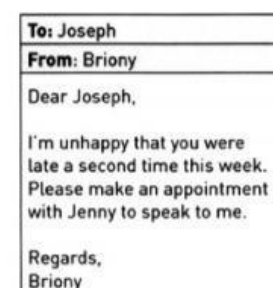 To: Joseph
From: Briony
Dear Joseph,
I'm unhappy that you were
late a second time this week.
Please make an appointment
with Jenny to speak to me.
Regards,
Briony